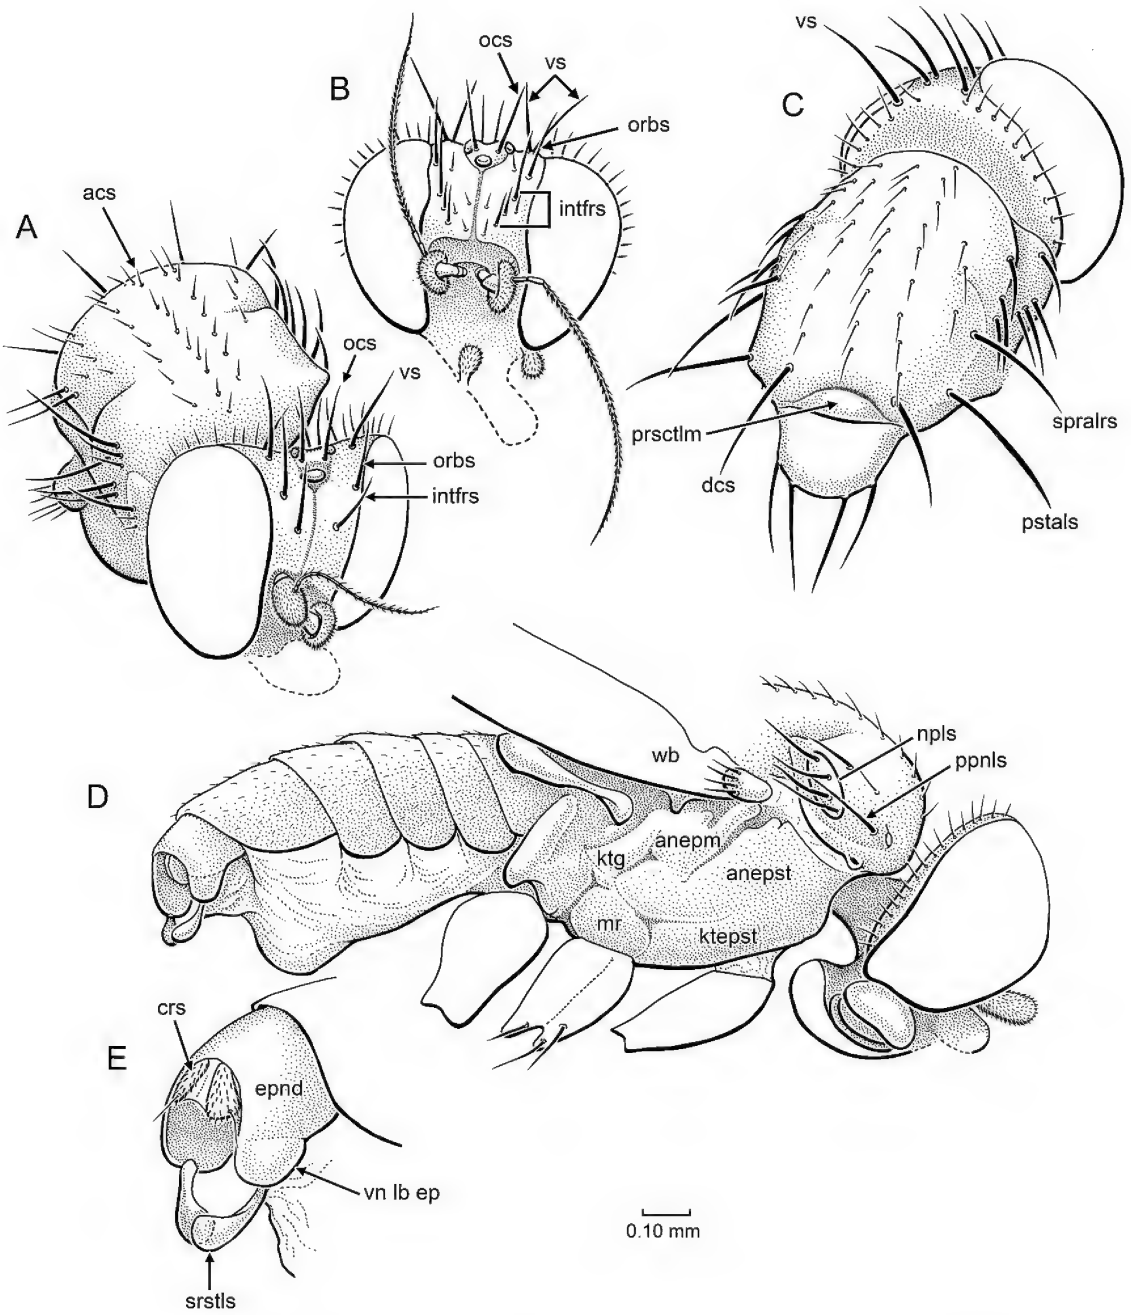 A
acs
ocs
vs
orbs
intfrs
B
ocs
vs
orbs
intfrs
C
vs
prsctlm
dcs
spralrs
pstals
D
wb
npls
ppnls
ktg
anepm
anepst
mr
ktepst
E
crs
epnd
vn lb ep
srstls
0.10 mm